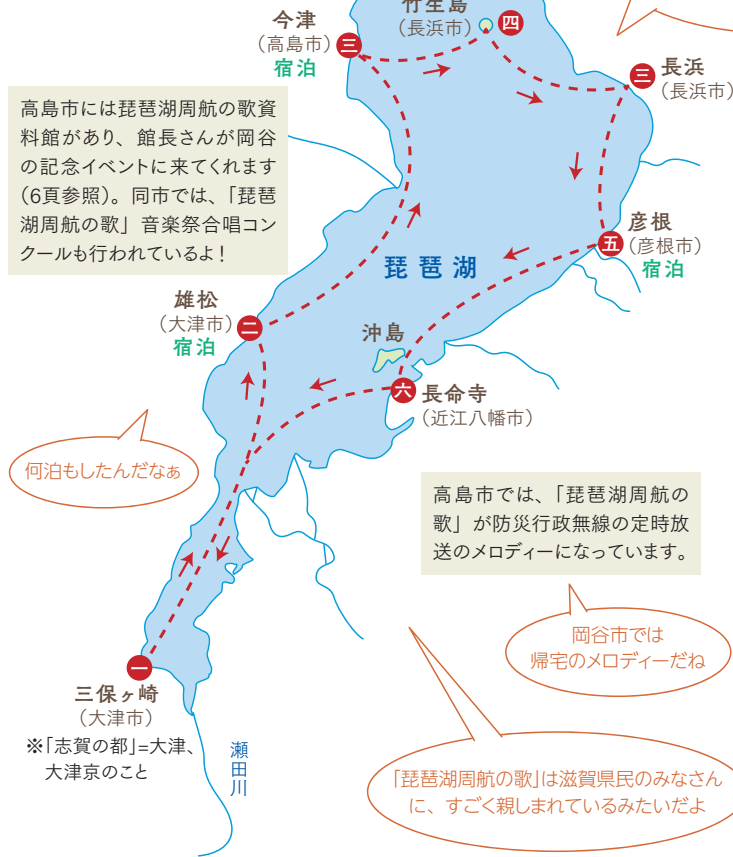 今津
(高島市)
宿泊
三
竹生島
(長浜市)
四
三
長浜
(長浜市)
高島市には琵琶湖周航の歌資
料館があり、館長さんが岡谷
の記念イベントに来てくれます
(6頁参照)。同市では、「琵琶
湖周航の歌」音楽祭合唱コン
クールも行われているよ！
五
彦根
(彦根市)
宿泊
琵琶湖
雄松
(大津市)
宿泊
二
沖島
六
長命寺
(近江八幡市)
何泊もしたんだなぁ
高島市では、「琵琶湖周航の
歌」が防災行政無線の定時放
送のメロディーになっています。
岡谷市では
帰宅のメロディーだね
一
三保ヶ崎
(大津市)
※「志賀の都」=大津、
大津京のこと
瀬田川
「琵琶湖周航の歌」は滋賀県民のみなさん
に、すごく親しまれているみたいだよ